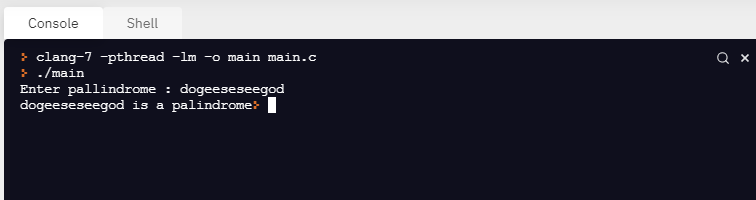 Console Shell
clang-7 -pthread -lm -o main main.c
./main
Enter pallindrome : dogeeseseegod
dogeeseseegod is a palindrome